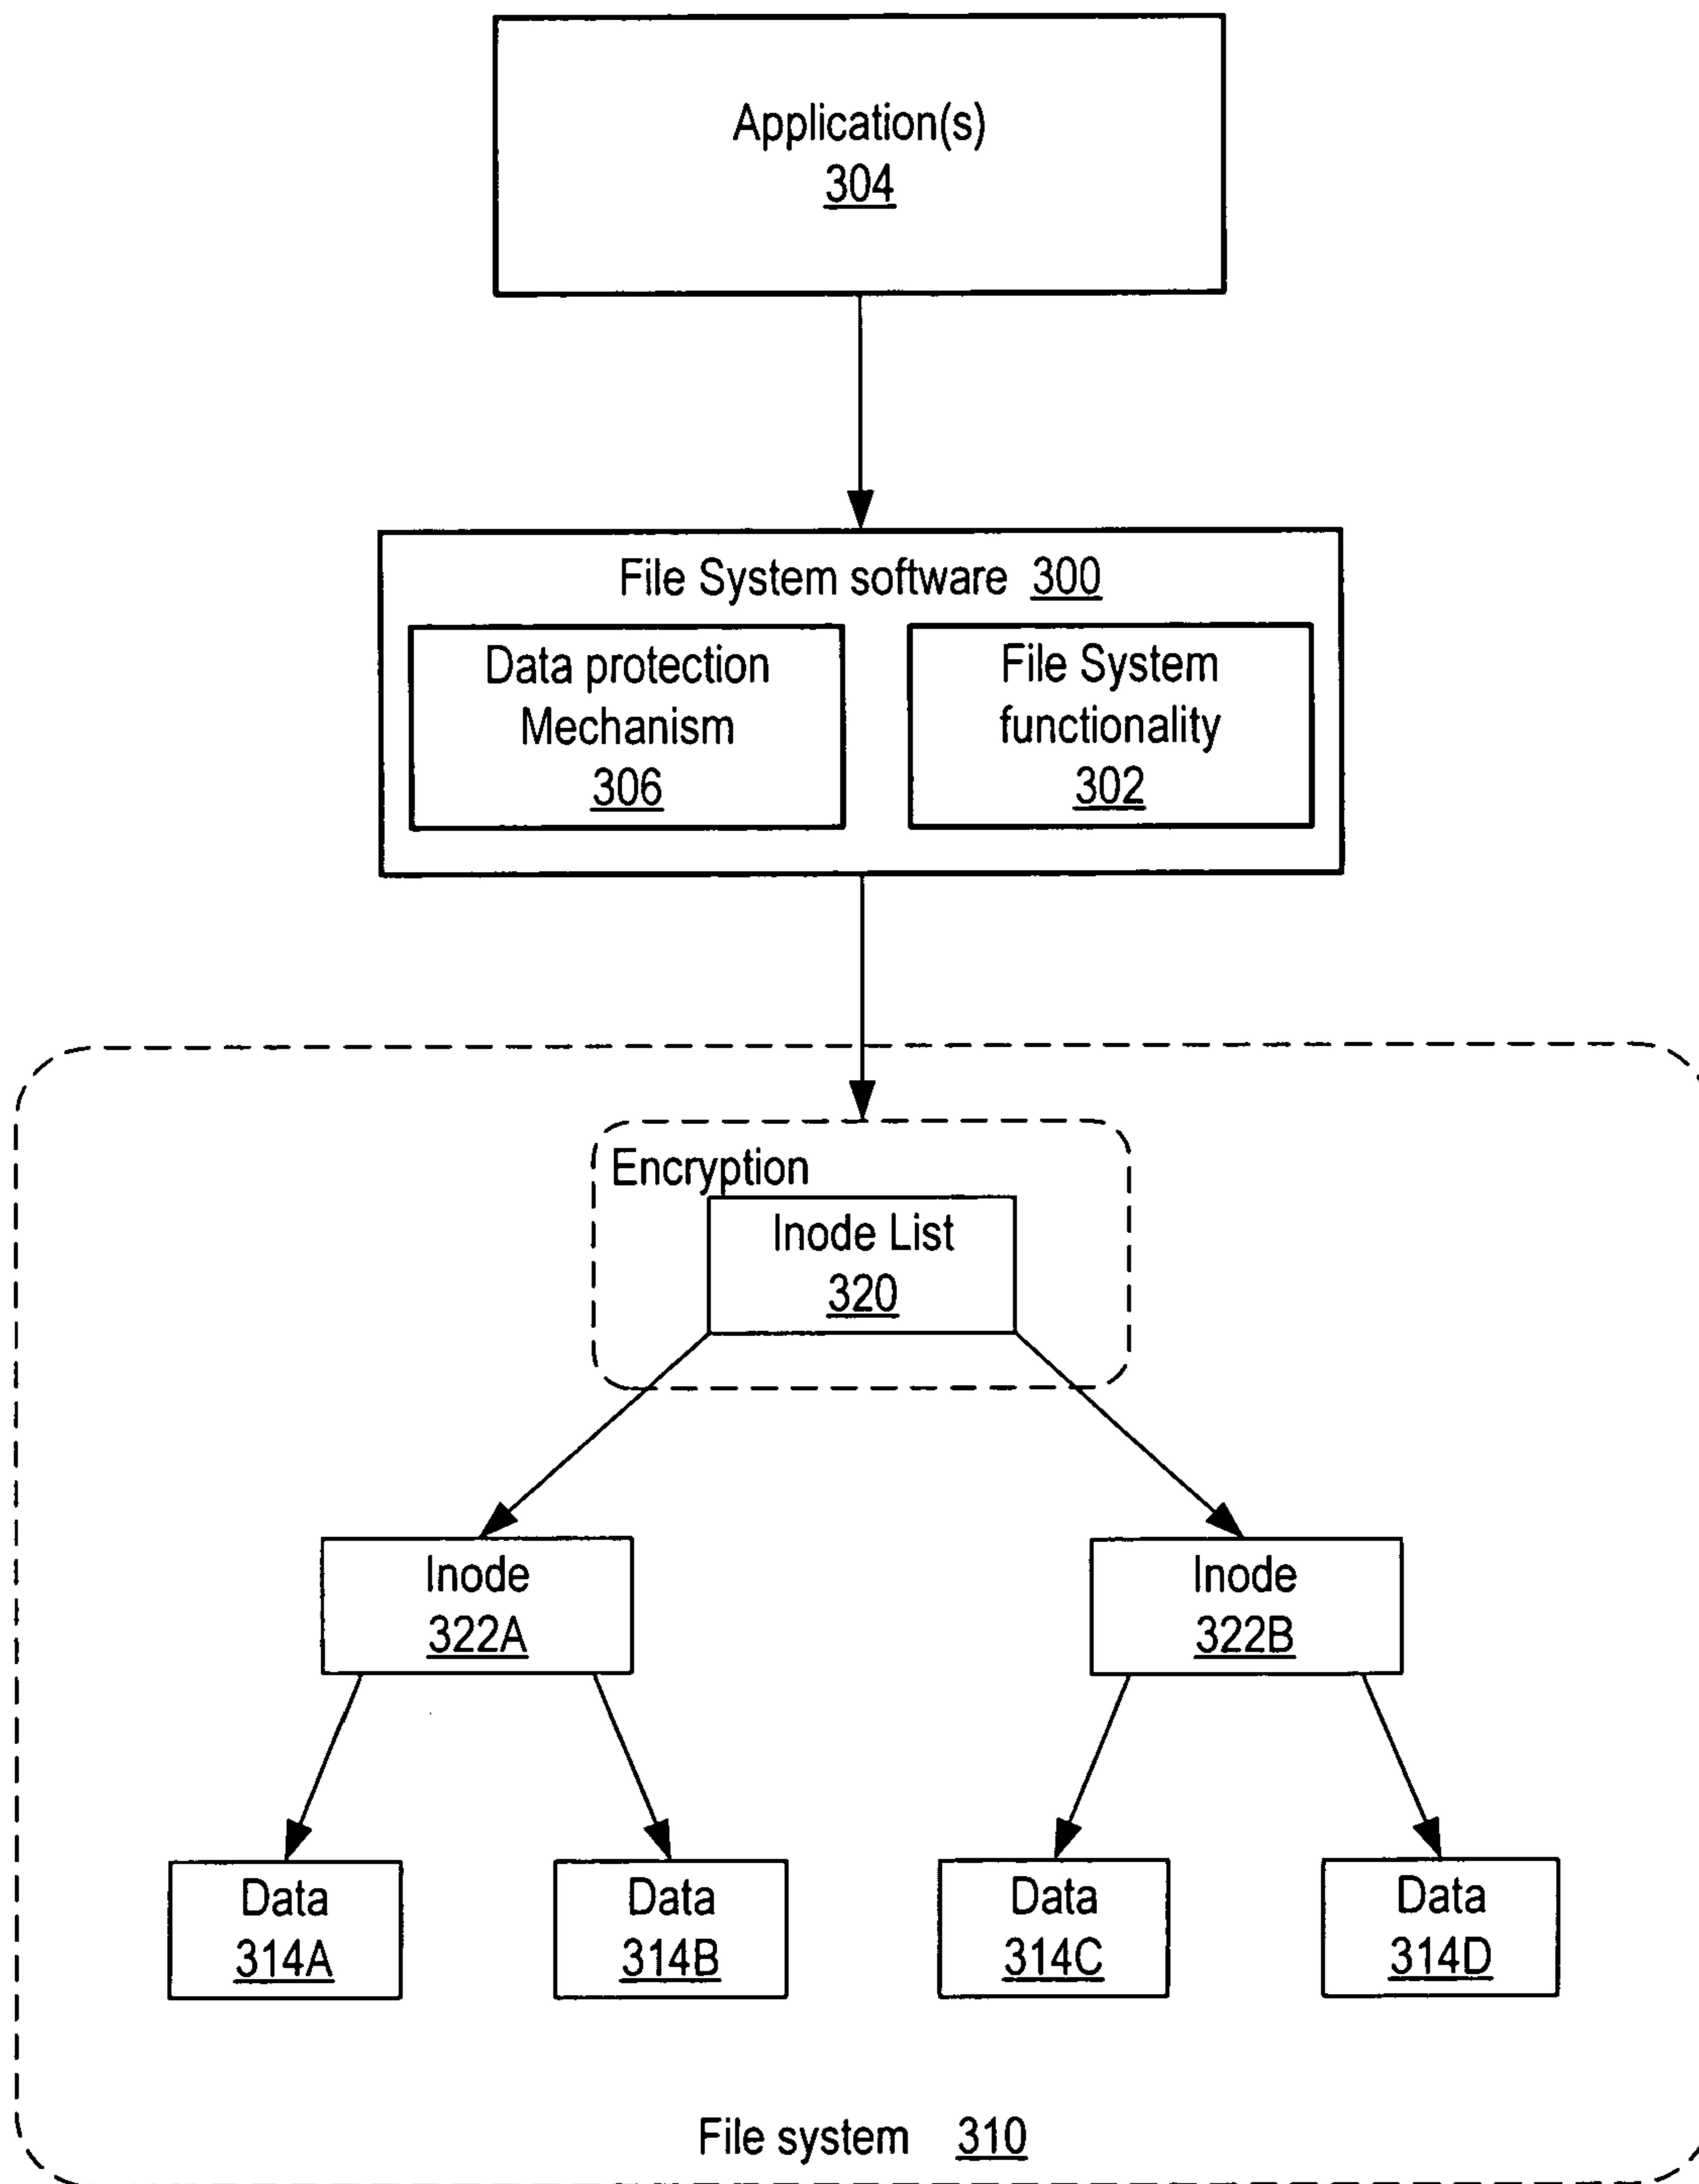 Application(s)
304
File System software 300
Data protection
Mechanism
306
File System
functionality
302
Encryption
Inode List
320
Inode
322A
Inode
322B
Data
314A
Data
314B
Data
314C
Data
314D
File system 310